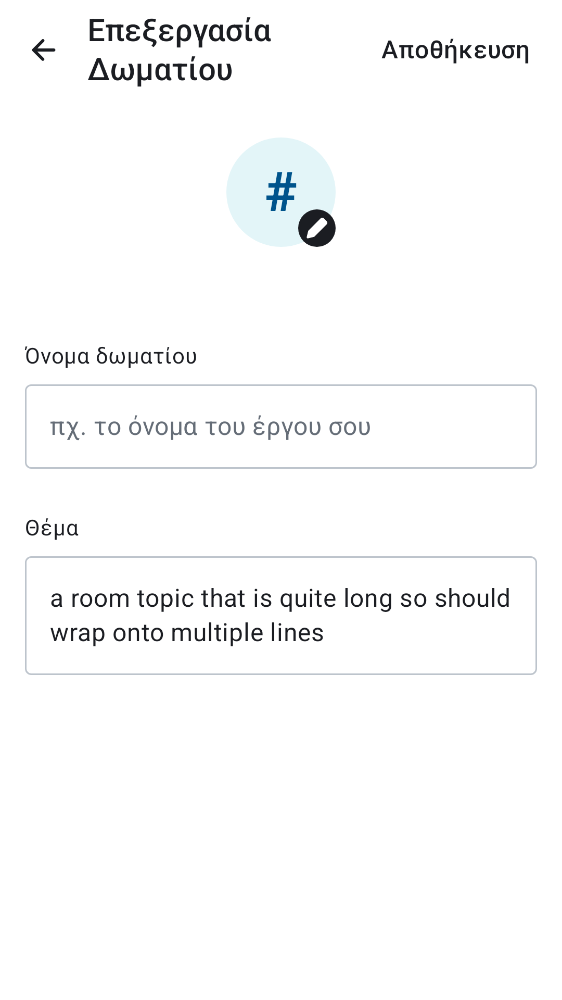 Επεξεργασία
Δωματίου
Αποθήκευση
#
Όνομα δωματίου
πχ. το όνομα του έργου σου
Θέμα
a room topic that is quite long so should
wrap onto multiple lines